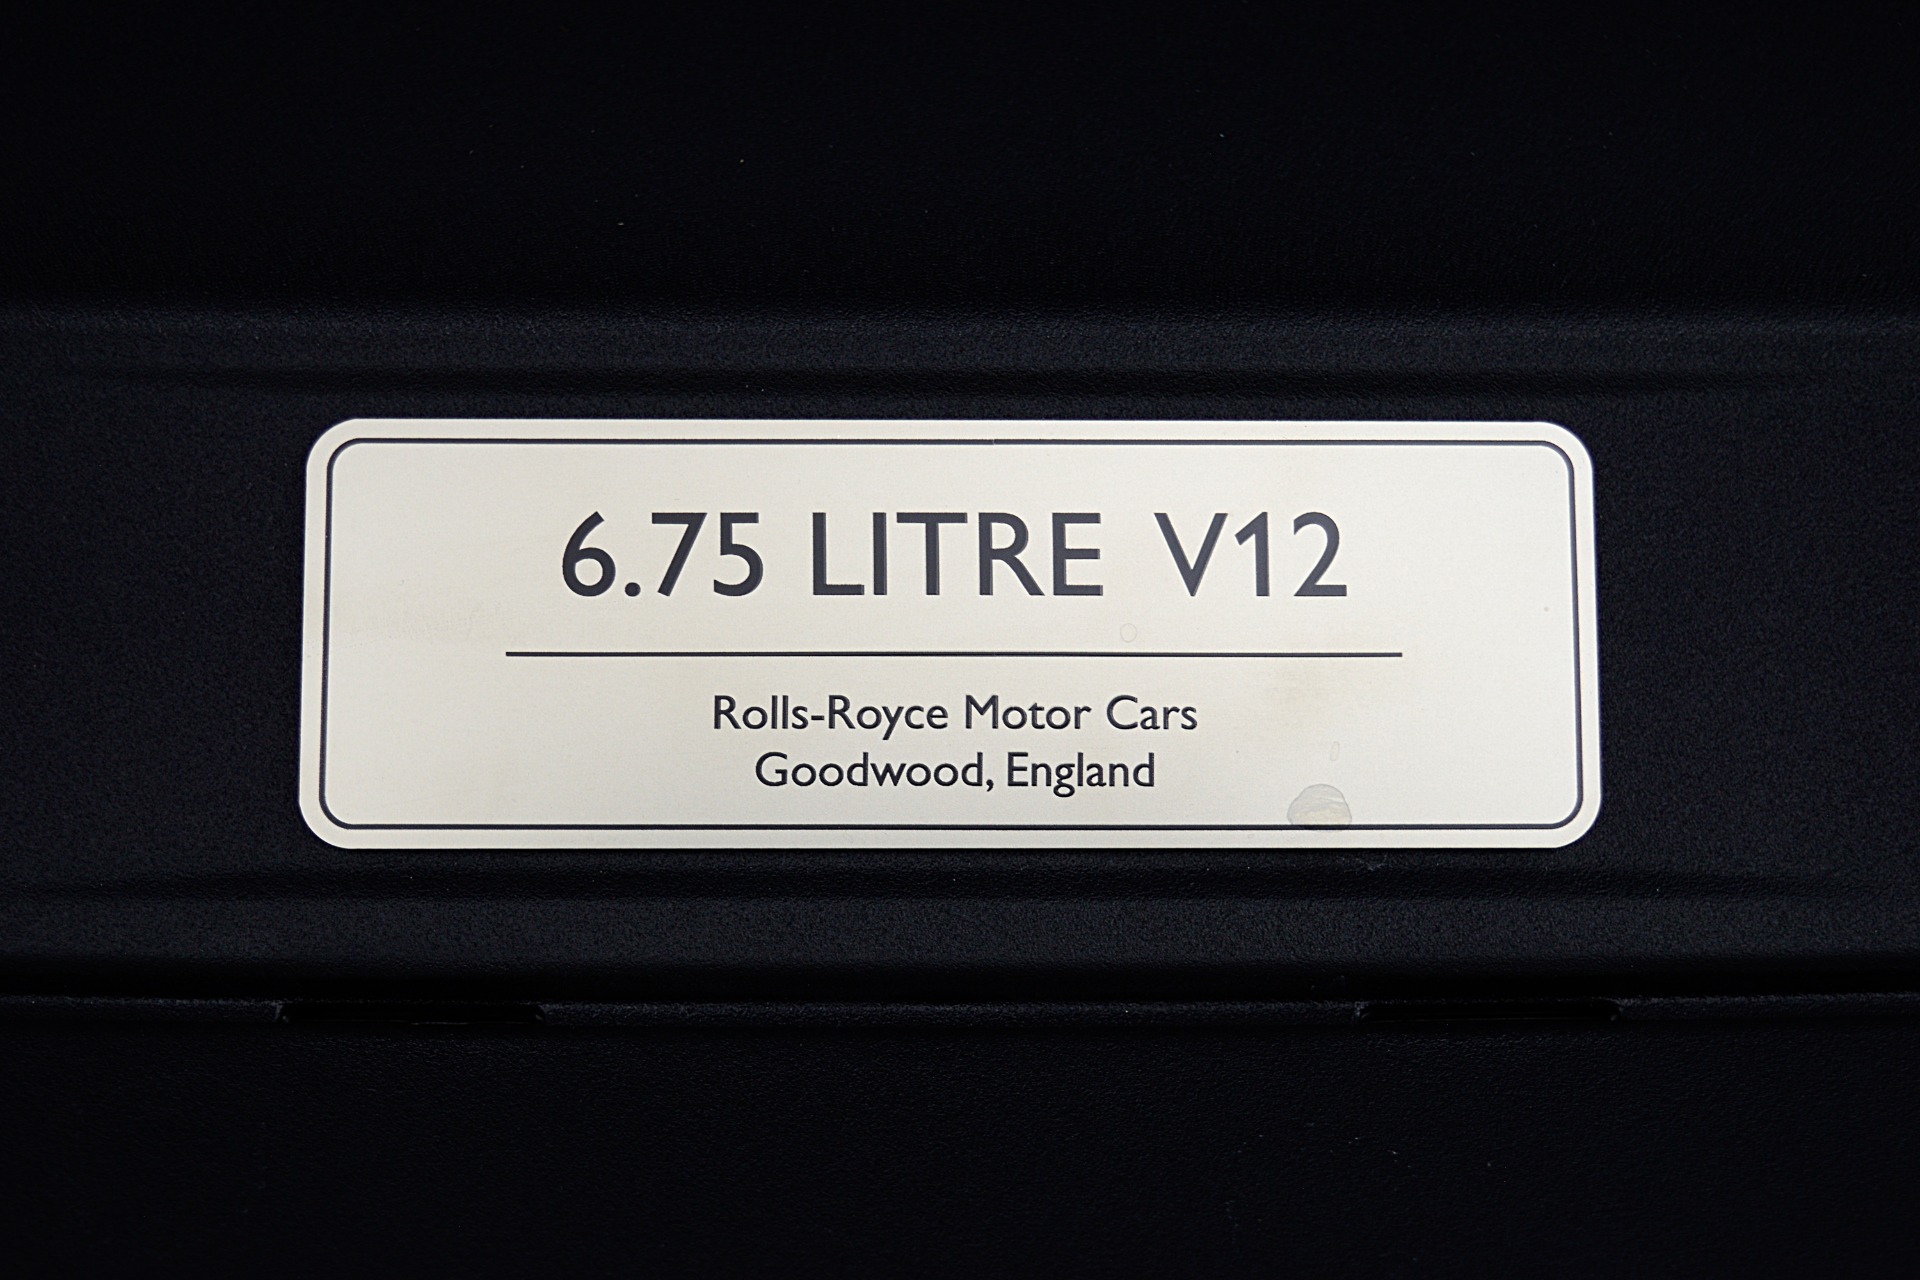 6.75 LITRE V12
Rolls-Royce Motor Cars
Goodwood, England